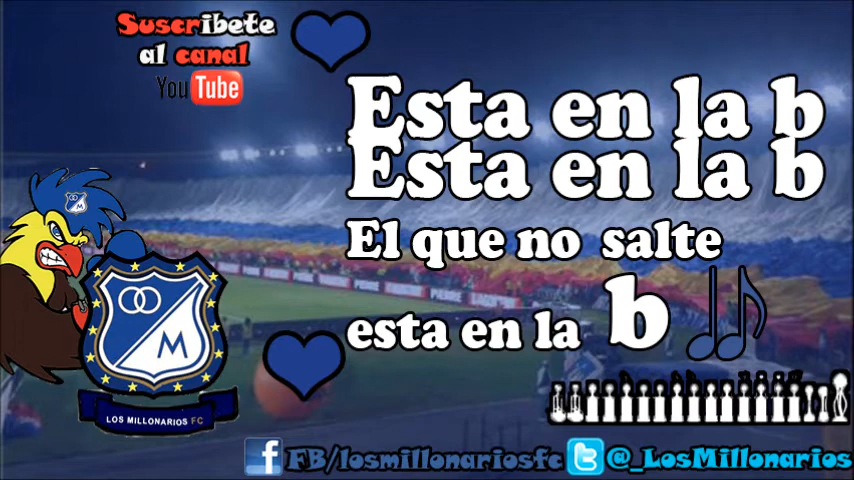 Suscribete
al canal
YouTube
Esta en la b
Esta en la b
El que no salte
esta en la b
M
M
LOS MILLONARIOS FC
FB/losmillonariosfc
@_LosMillonarios